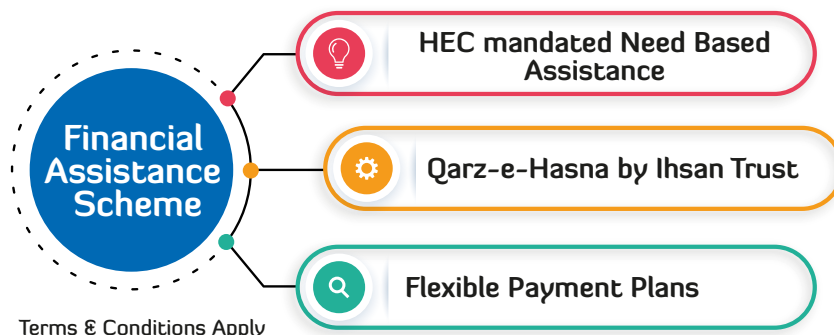 Financial
Assistance
Scheme
HEC mandated Need Based
Assistance
Qarz-e-Hasna by Ihsan Trust
Flexible Payment Plans
Terms & Conditions Apply